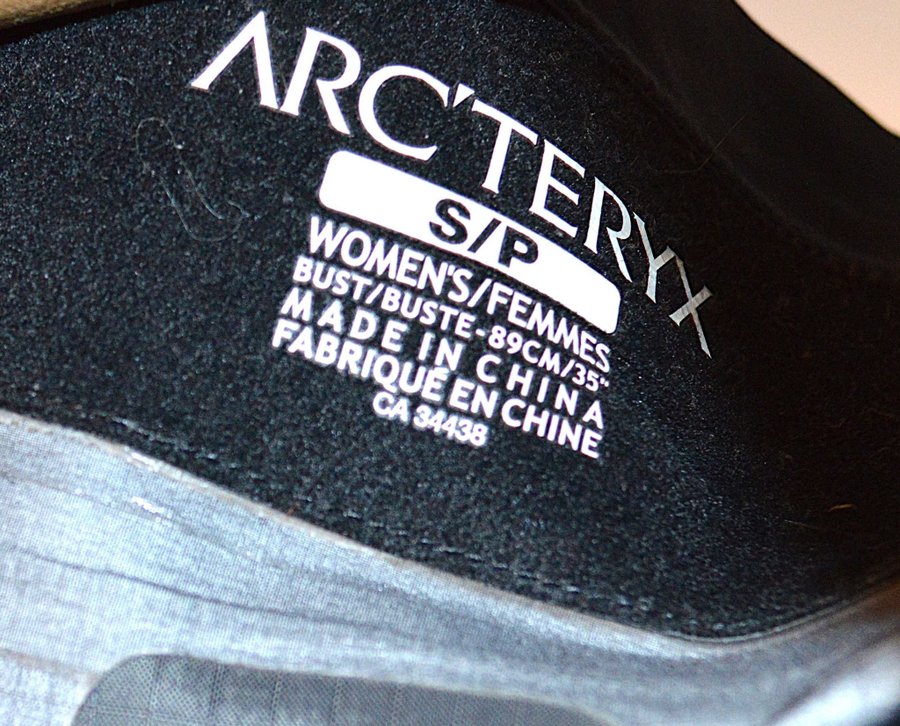 ARC'TERYX
S/P
WOMEN'S/FEMMES
BUST/BUSTE-89CM/35"
MADE IN CHINA
FABRIQUÉ EN CHINE
CA 34438